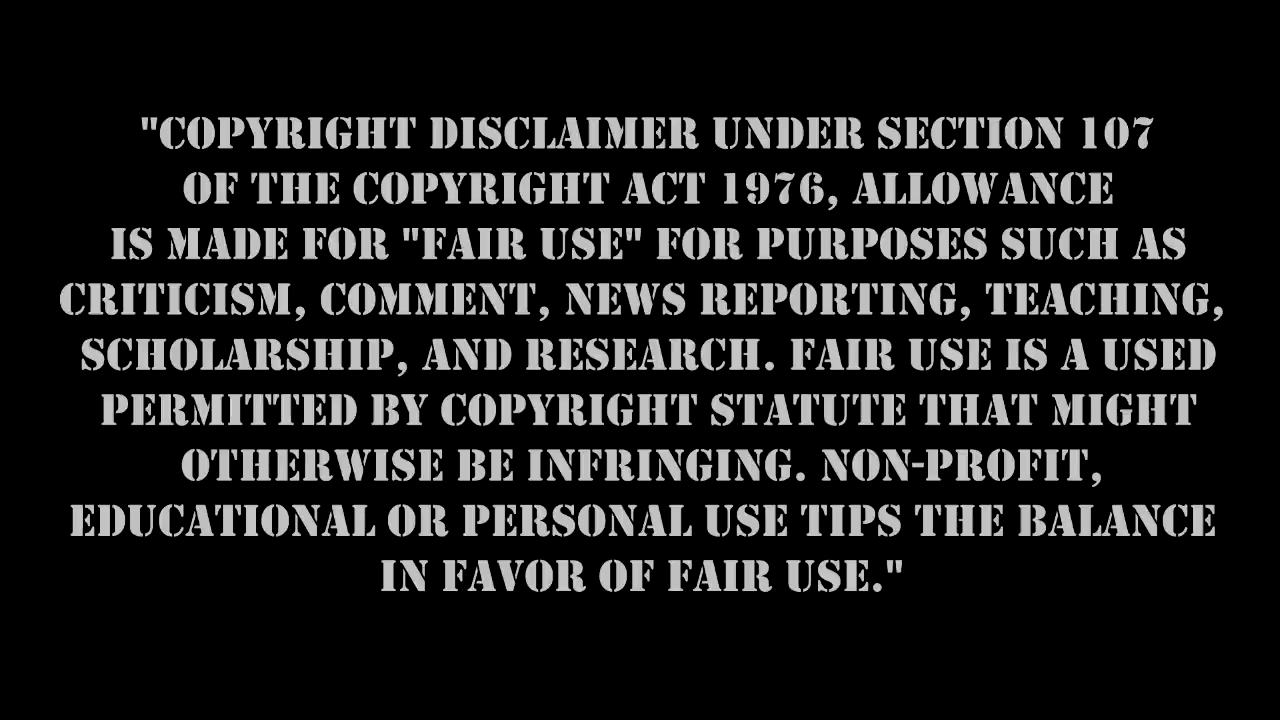 "COPYRIGHT DISCLAIMER UNDER SECTION 107
OF THE COPYRIGHT ACT 1976, ALLOWANCE
IS MADE FOR "FAIR USE" FOR PURPOSES SUCH AS
CRITICISM, COMMENT, NEWS REPORTING, TEACHING,
SCHOLARSHIP, AND RESEARCH. FAIR USE IS A USED
PERMITTED BY COPYRIGHT STATUTE THAT MIGHT
OTHERWISE BE INFRINGING. NON-PROFIT,
EDUCATIONAL OR PERSONAL USE TIPS THE BALANCE
IN FAVOR OF FAIR USE."